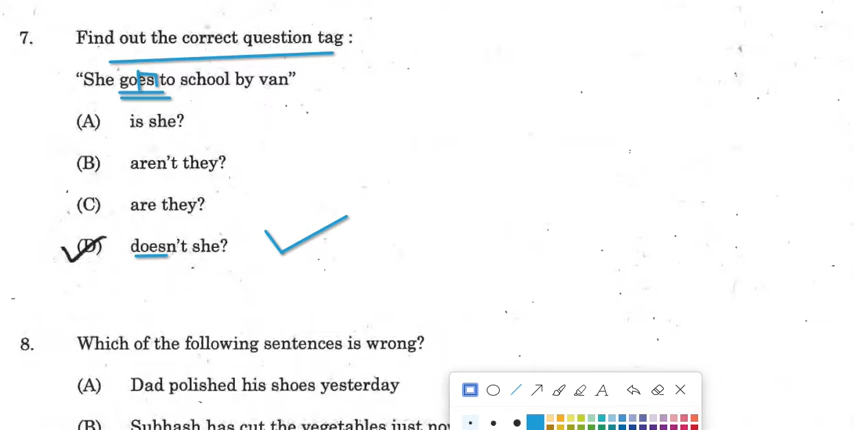 7. Find out the correct question tag :
"She goes to school by van"
(A) is she?
(B) aren't they?
(C) are they?
(D) doesn't she?
8. Which of the following sentences is wrong?
(A) Dad polished his shoes yesterday
(B) Subhash has cut the vegetables just
A